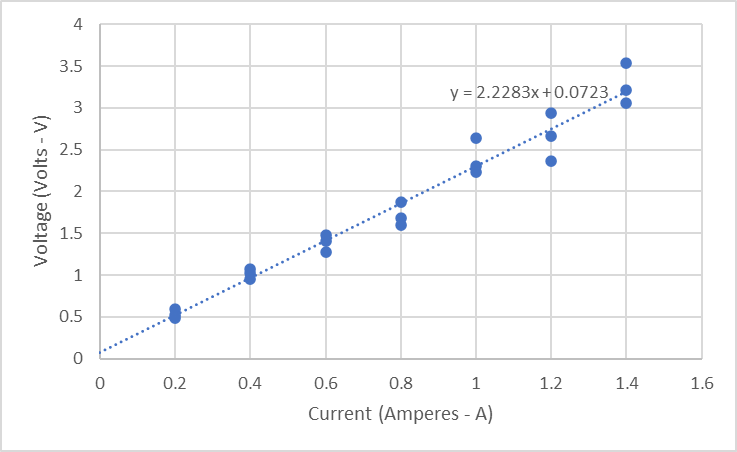 4
3.5
3
2.5
2
1.5
1
0.5
0
Voltage (Volts - V)
y = 2.2283x + 0.0723
0 0.2 0.4 0.6 0.8 1 1.2 1.4 1.6
Current (Amperes - A)